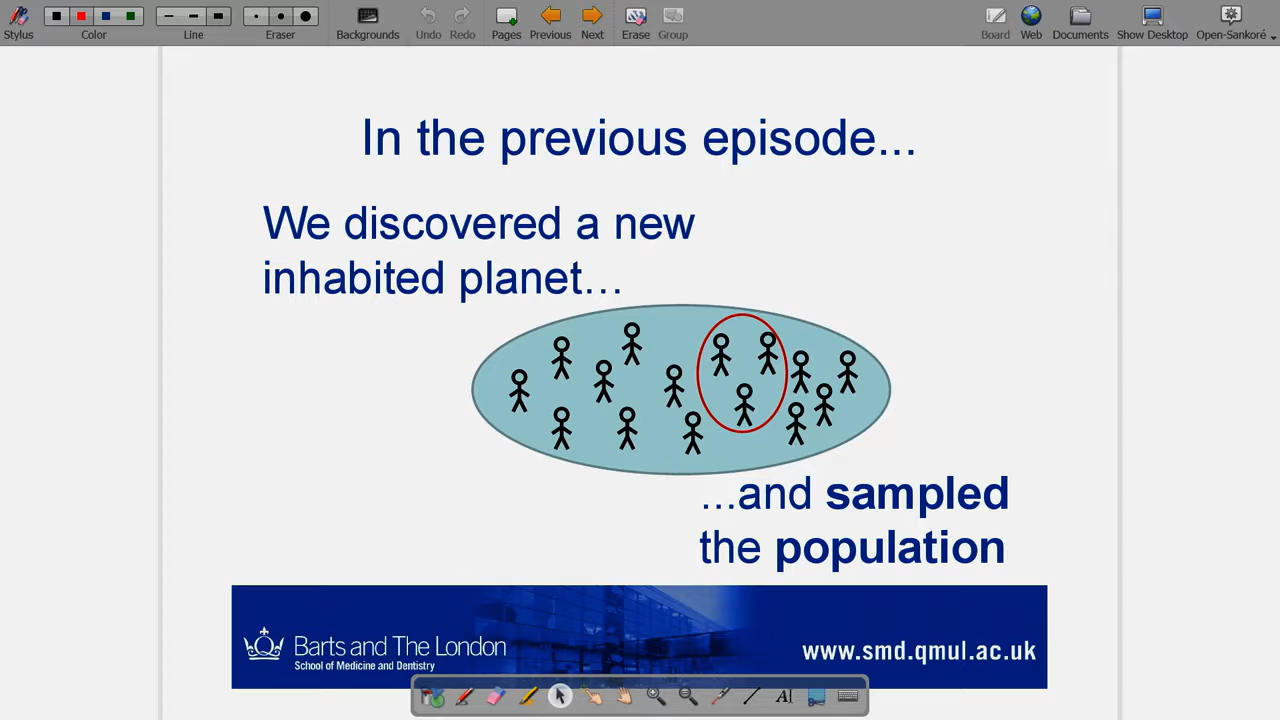 Stylus
Color
Line
Eraser
Backgrounds
Undo
Redo
Pages
Previous
Next
Erase
Group
Board
Web
Documents
Show Desktop
Open-Sankoré
In the previous episode...
We discovered a new
inhabited planet…
...and sampled
the population
Barts and The London
School of Medicine and Dentistry
www.smd.qmul.ac.uk
A